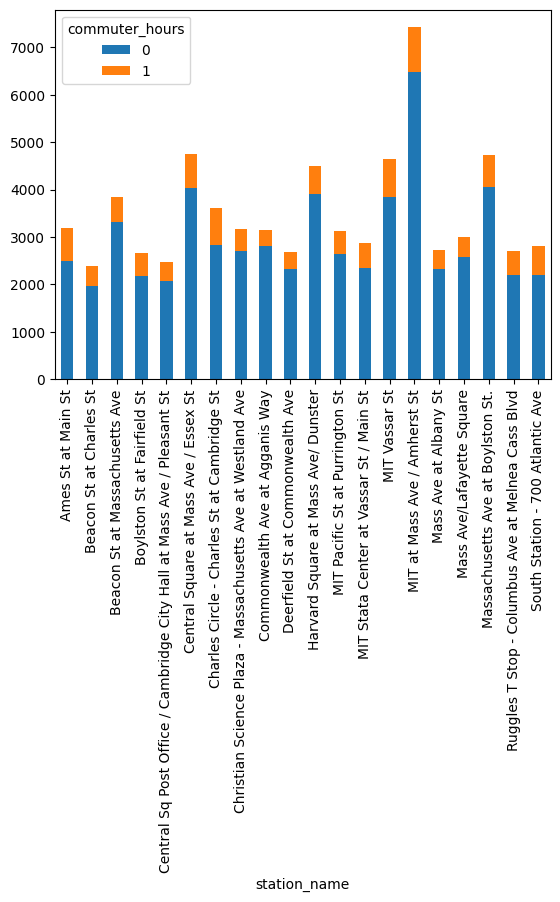 commuter_hours
0
1
7000
6000
5000
4000
3000
2000
1000
0
Ames St at Main St
Beacon St at Charles St
Beacon St at Massachusetts Ave
Boylston St at Fairfield St
Central Sq Post Office / Cambridge City Hall at Mass Ave / Pleasant St
Central Square at Mass Ave / Essex St
Charles Circle - Charles St at Cambridge St
Christian Science Plaza - Massachusetts Ave at Westland Ave
Commonwealth Ave at Agganis Way
Deerfield St at Commonwealth Ave
Harvard Square at Mass Ave/ Dunster
MIT Pacific St at Purrington St
MIT Stata Center at Vassar St / Main St
MIT Vassar St
MIT at Mass Ave / Amherst St
Mass Ave at Albany St
Mass Ave/Lafayette Square
Massachusetts Ave at Boylston St.
Ruggles T Stop - Columbus Ave at Melnea Cass Blvd
South Station - 700 Atlantic Ave
station_name